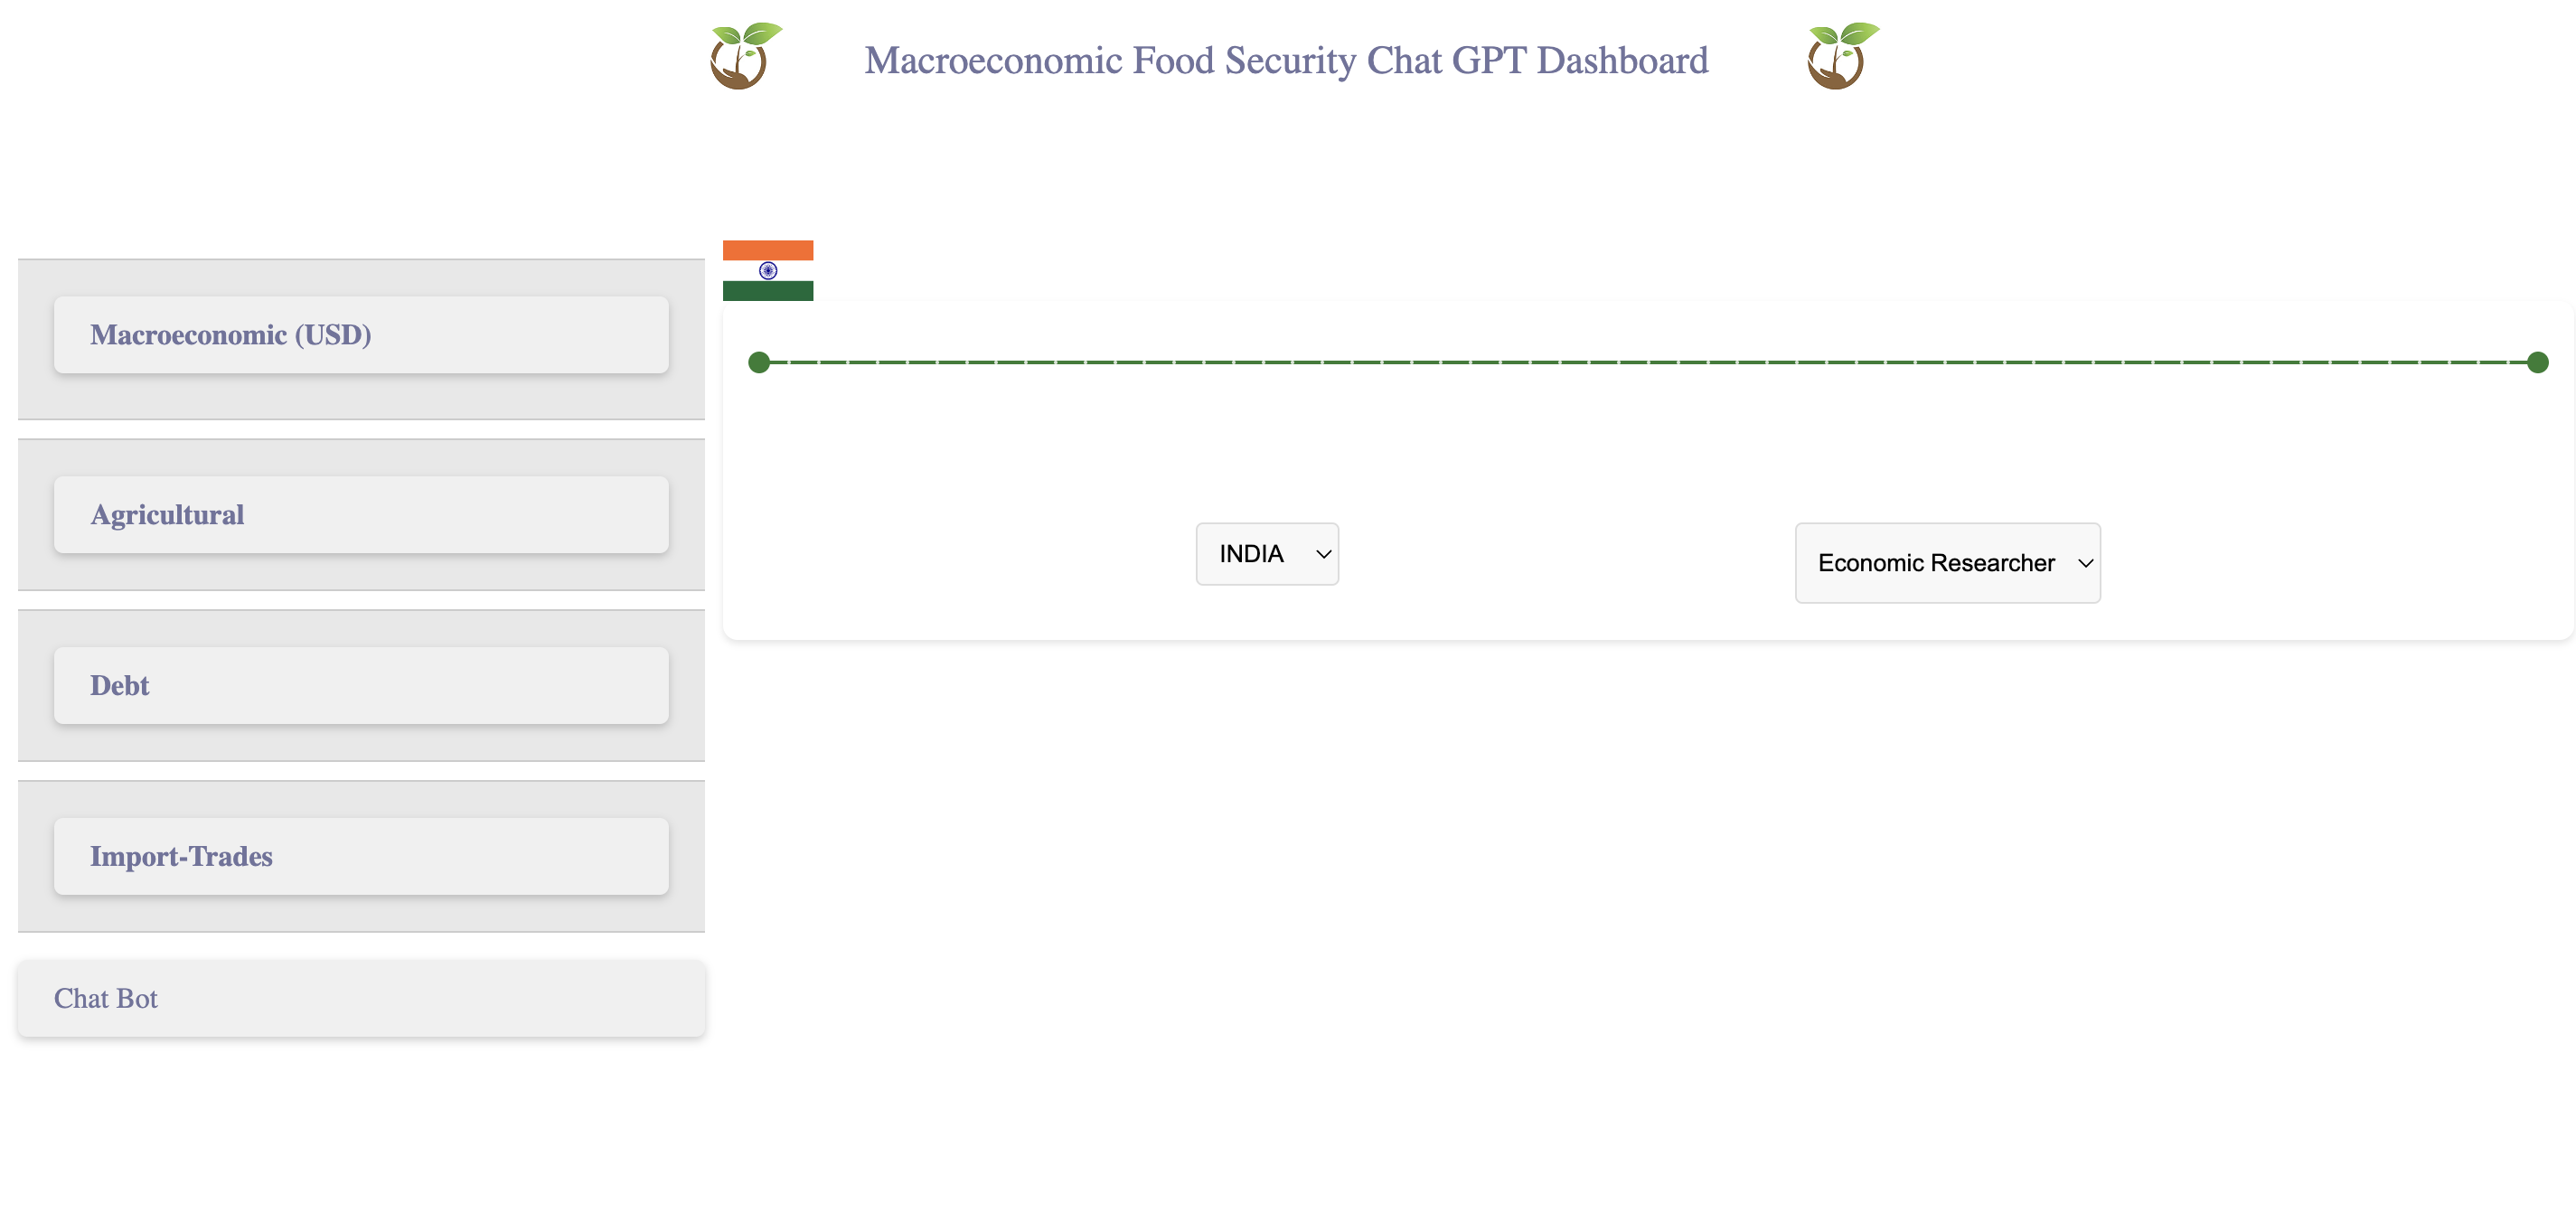 Macroeconomic Food Security Chat GPT Dashboard
Macroeconomic (USD)
Agricultural
Debt
Import-Trades
Chat Bot
INDIA
Economic Researcher